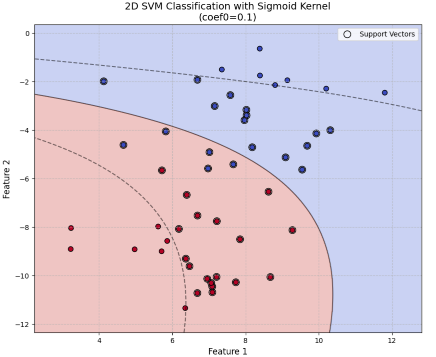 2D SVM Classification with Sigmoid Kernel
(coef0=0.1)
Support Vectors
0
−2
−4
−6
−8
−10
−12
Feature 2
4
6
8
10
12
Feature 1